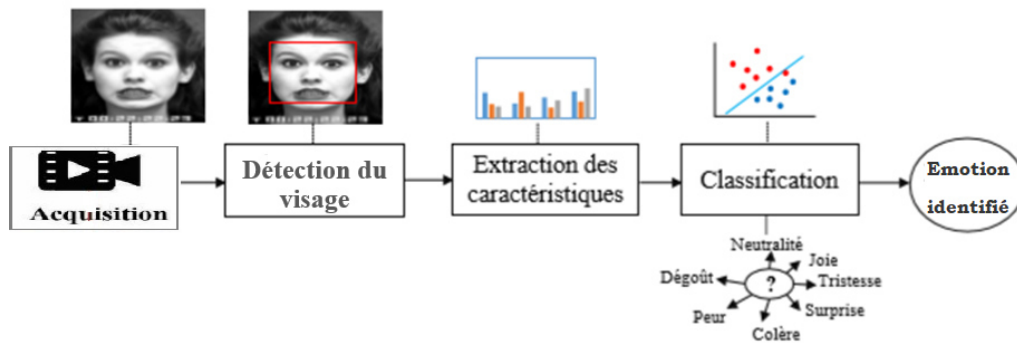 Acquisition
Détection du
visage
Extraction des
caractéristiques
Classification
Emotion
identifié
Neutralité
Joie
Tristesse
Surprise
Colère
Peur
Dégoût
?